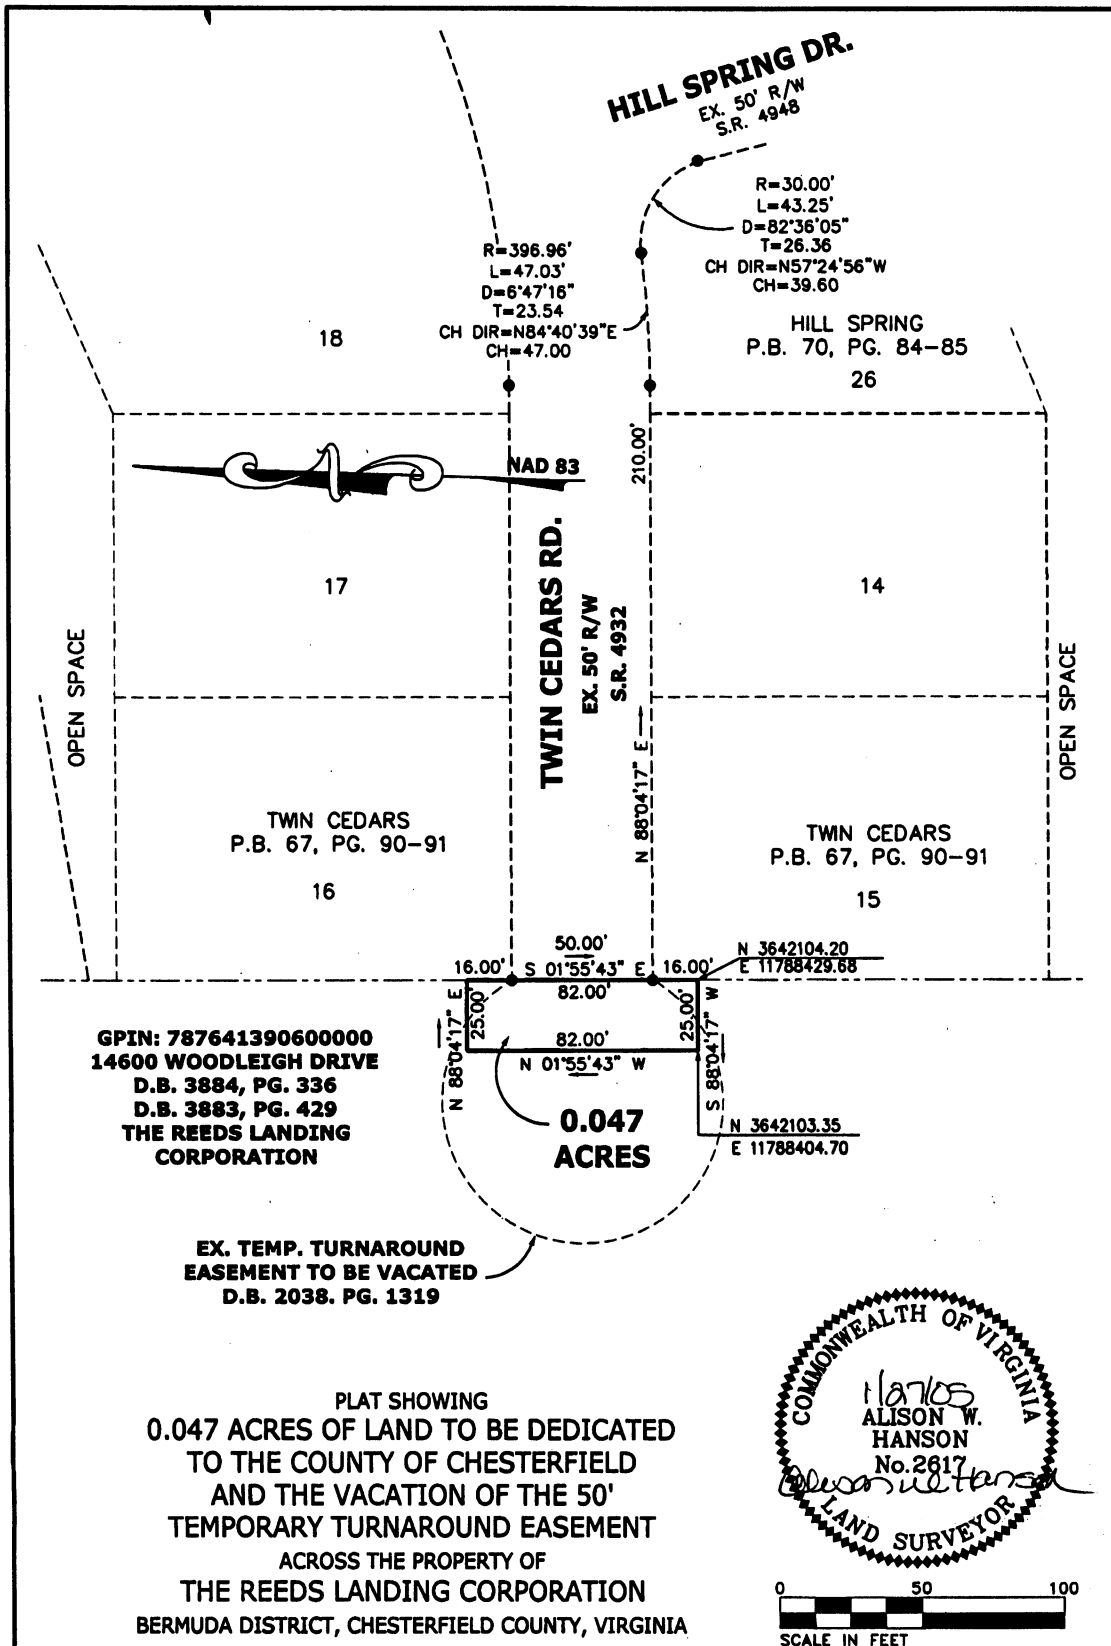 HILL SPRING DR.
EX. 50' R/W
S.R. 4948
R=30.00'
L=43.25'
D=82°36'05"
T=26.36
CH DIR=N57°24'56"W
CH=39.60
R=396.96'
L=47.03'
D=6°47'16"
T=23.54
CH DIR=N84°40'39"E
CH=47.00
18
HILL SPRING
P.B. 70, PG. 84-85
26
210.00'
NAD 83
17
14
TWIN CEDARS RD.
EX. 50' R/W
S.R. 4932
OPEN SPACE
OPEN SPACE
N 88°04'17" E
TWIN CEDARS
P.B. 67, PG. 90-91
16
TWIN CEDARS
P.B. 67, PG. 90-91
15
50.00'
16.00' S 01°55'43" E 16.00'
82.00'
N 3642104.20
E 11788429.68
N 88°04'17" E
25.00'
25.00'
S 88°04'17" W
82.00'
N 01°55'43" W
GPIN: 787641390600000
14600 WOODLEIGH DRIVE
D.B. 3884, PG. 336
D.B. 3883, PG. 429
THE REEDS LANDING
CORPORATION
0.047
ACRES
N 3642103.35
E 11788404.70
EX. TEMP. TURNAROUND
EASEMENT TO BE VACATED
D.B. 2038. PG. 1319
PLAT SHOWING
0.047 ACRES OF LAND TO BE DEDICATED
TO THE COUNTY OF CHESTERFIELD
AND THE VACATION OF THE 50'
TEMPORARY TURNAROUND EASEMENT
ACROSS THE PROPERTY OF
THE REEDS LANDING CORPORATION
BERMUDA DISTRICT, CHESTERFIELD COUNTY, VIRGINIA
COMMONWEALTH OF VIRGINIA
1/27/05
ALISON W.
HANSON
No.2617
Alison W Hanson
LAND SURVEYOR
0 50 100
SCALE IN FEET